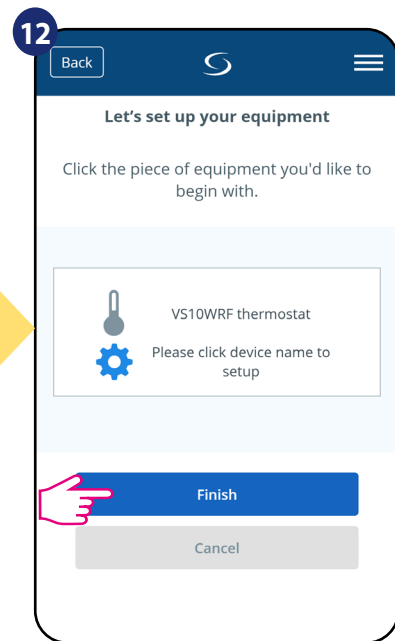 12
Back
Let’s set up your equipment
Click the piece of equipment you'd like to
begin with.
VS10WRF thermostat
Please click device name to
setup
Finish
Cancel